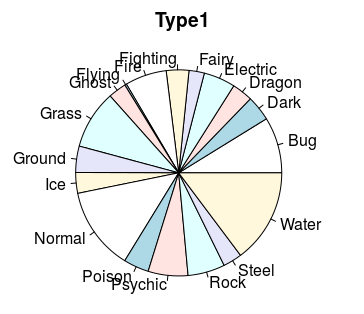 Type1
Fighting
Fairy
Fire
Electric
Flying
Dragon
Ghost
Dark
Grass
Bug
Ground
Ice
Normal
Water
Poison
Steel
Psychic
Rock